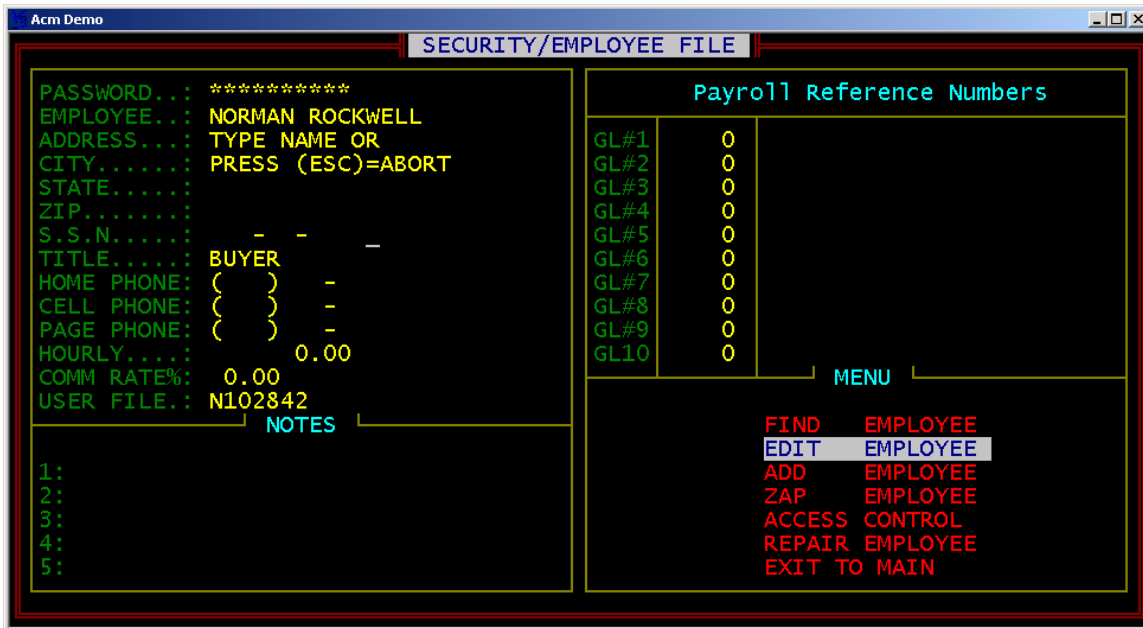 Acm Demo
SECURITY/EMPLOYEE FILE
PASSWORD..: **********
EMPLOYEE..: NORMAN ROCKWELL
ADDRESS...: TYPE NAME OR
CITY......: PRESS (ESC)=ABORT
STATE.....:
ZIP.......:
S.S.N.....: - - _
TITLE.....: BUYER
HOME PHONE: ( ) -
CELL PHONE: ( ) -
PAGE PHONE: ( ) -
HOURLY....: 0.00
COMM RATE%: 0.00
USER FILE.: N102842
NOTES
1:
2:
3:
4:
5:
Payroll Reference Numbers
GL#1 0
GL#2 0
GL#3 0
GL#4 0
GL#5 0
GL#6 0
GL#7 0
GL#8 0
GL#9 0
GL10 0
MENU
FIND EMPLOYEE
EDIT EMPLOYEE
ADD EMPLOYEE
ZAP EMPLOYEE
ACCESS CONTROL
REPAIR EMPLOYEE
EXIT TO MAIN